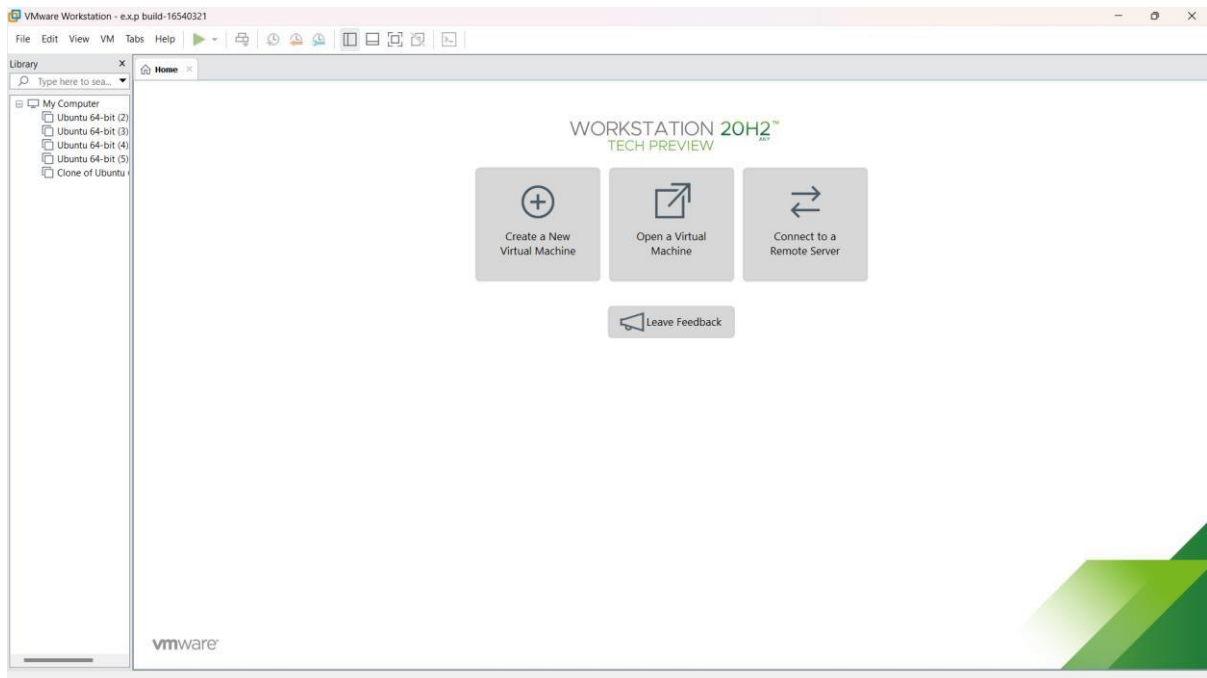 VMware Workstation - e.x.p build-16540321
File Edit View VM Tabs Help
Library
Type here to sea...
My Computer
Ubuntu 64-bit (2)
Ubuntu 64-bit (3)
Ubuntu 64-bit (4)
Ubuntu 64-bit (5)
Clone of Ubuntu
Home
WORKSTATION 20H2™
JULY
TECH PREVIEW
Create a New
Virtual Machine
Open a Virtual
Machine
Connect to a
Remote Server
Leave Feedback
vmware